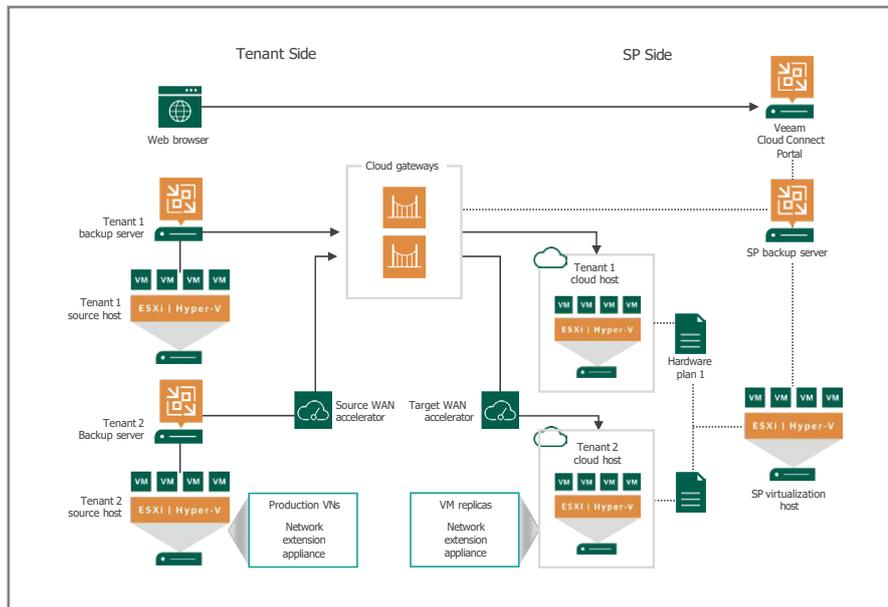 Tenant Side
SP Side
Web browser
Veeam
Cloud Connect
Portal
Cloud gateways
Tenant 1
backup server
SP backup server
VM VM VM VM
Tenant 1
source host
ESXi | Hyper-V
Tenant 1
cloud host
VM VM VM VM
ESXi | Hyper-V
Hardware
plan 1
Tenant 2
Backup server
Source WAN
accelerator
Target WAN
accelerator
VM VM VM VM
ESXi | Hyper-V
SP virtualization
host
Tenant 2
cloud host
VM VM VM VM
ESXi | Hyper-V
VM VM VM VM
Tenant 2
source host
ESXi | Hyper-V
Production VNs
Network
extension
appliance
VM replicas
Network
extension
appliance